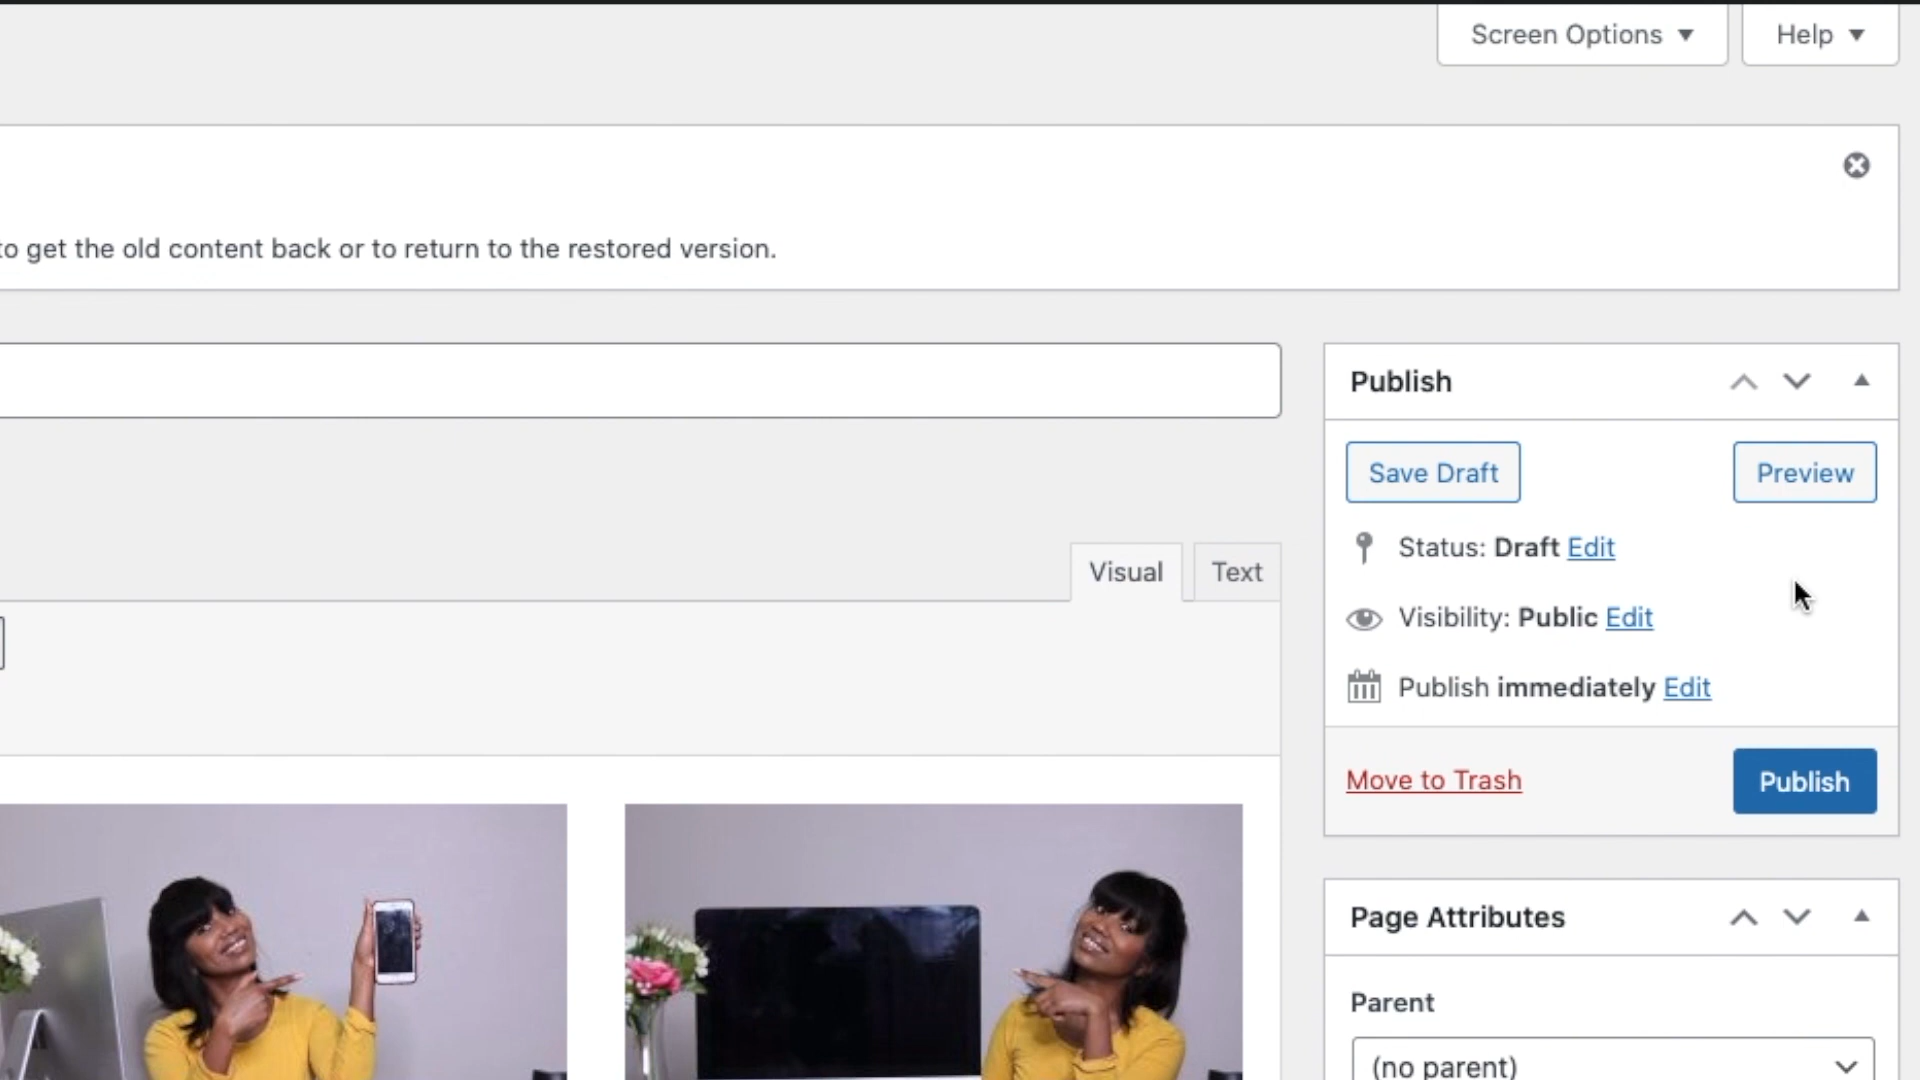 Screen Options
Help
to get the old content back or to return to the restored version.
Publish
Save Draft
Preview
Status: Draft Edit
Visual
Text
Visibility: Public Edit
Publish immediately Edit
Move to Trash
Publish
Page Attributes
Parent
(no parent)